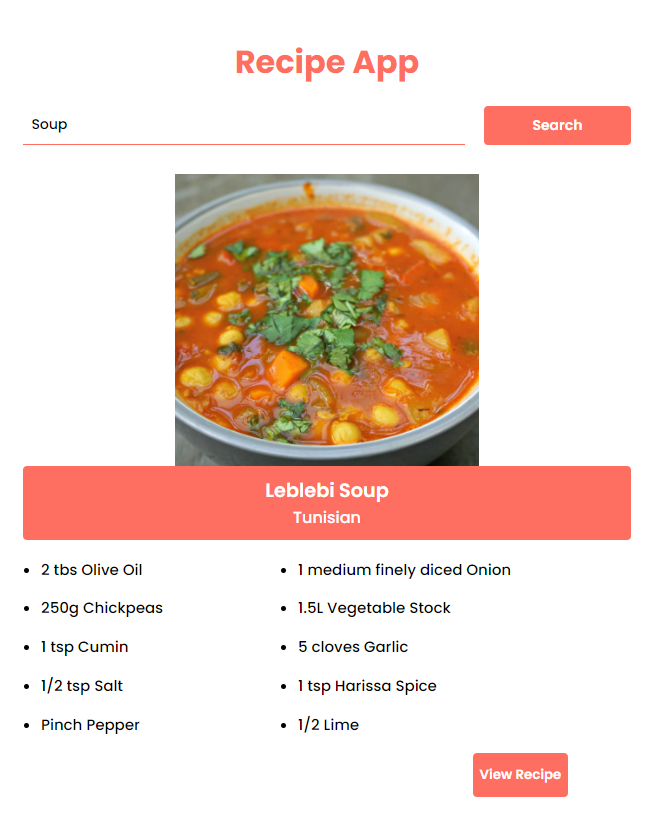 Recipe App
Soup
Search
Leblebi Soup
Tunisian
2 tbs Olive Oil
1 medium finely diced Onion
250g Chickpeas
1.5L Vegetable Stock
1 tsp Cumin
5 cloves Garlic
1/2 tsp Salt
1 tsp Harissa Spice
Pinch Pepper
1/2 Lime
View Recipe